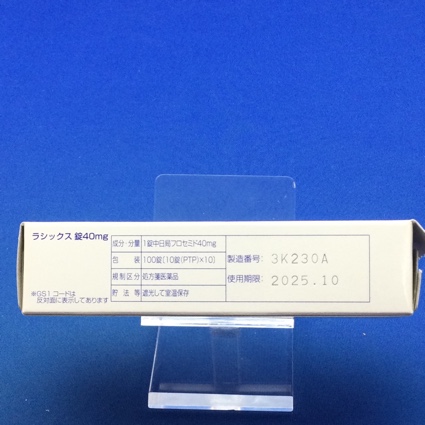 ラシックス 錠40mg
成分・分量 1錠中日局フロセミド40mg
包装 100錠[10錠(PTP)×10]
規制区分 処方箋医薬品
貯法等 遮光して室温保存
製造番号: 3K230A
使用期限: 2025.10
※GS1コードは
反対面に表示してあります